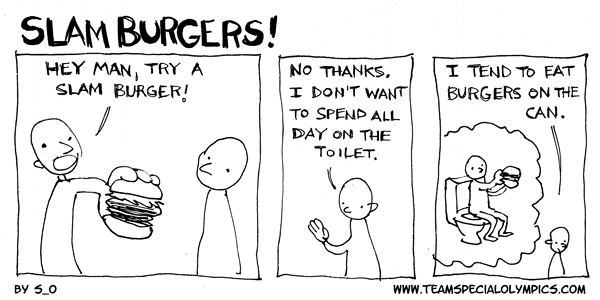 SLAM BURGERS!
HEY MAN, TRY A
SLAM BURGER!
NO THANKS.
I DON'T WANT
TO SPEND ALL
DAY ON THE
TOILET.
I TEND TO EAT
BURGERS ON THE
CAN.
BY S_O
WWW.TEAMSPECIALOLYMPICS.COM